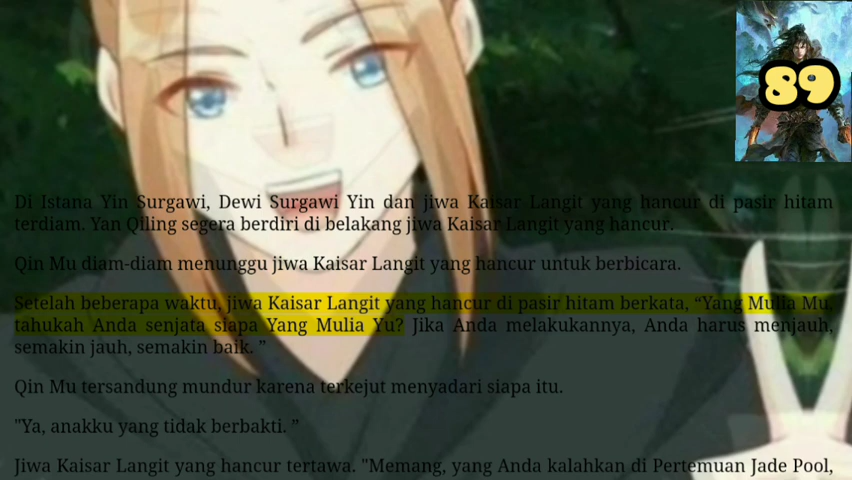 89
Di Istana Yin Surgawi, Dewi Surgawi Yin dan jiwa Kaisar Langit yang hancur di pasir hitam
terdiam. Yan Qiling segera berdiri di belakang jiwa Kaisar Langit yang hancur.
Qin Mu diam-diam menunggu jiwa Kaisar Langit yang hancur untuk berbicara.
Setelah beberapa waktu, jiwa Kaisar Langit yang hancur di pasir hitam berkata, “Yang Mulia Mu,
tahukah Anda senjata siapa Yang Mulia Yu? Jika Anda melakukannya, Anda harus menjauh,
semakin jauh, semakin baik. ”
Qin Mu tersandung mundur karena terkejut menyadari siapa itu.
"Ya, anakku yang tidak berbakti. ”
Jiwa Kaisar Langit yang hancur tertawa. "Memang, yang Anda kalahkan di Pertemuan Jade Pool,